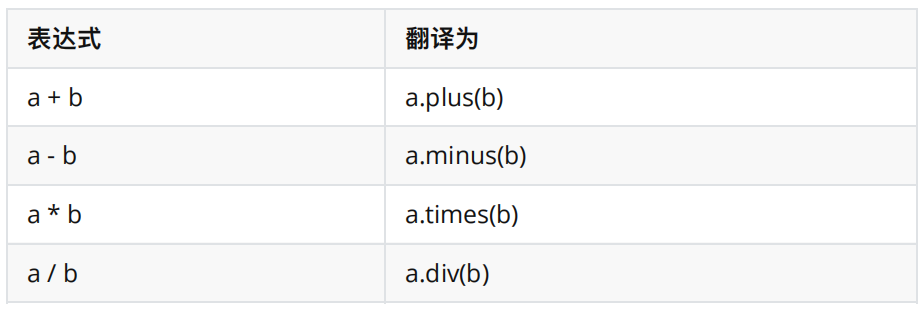 表达式 翻译为
a + b a.plus(b)
a - b a.minus(b)
a * b a.times(b)
a / b a.div(b)